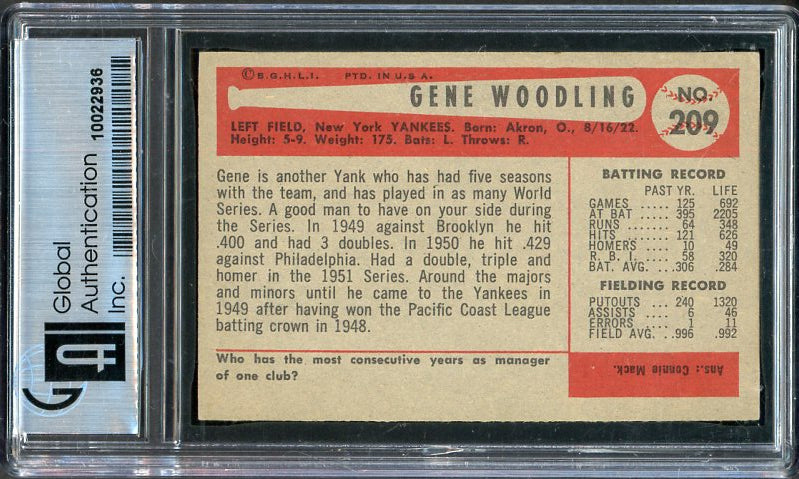 Global
Authentication
Inc.
10022936
© B.G.H.L.I. PTD. IN U.S.A.
GENE WOODLING
NO.
209
LEFT FIELD, New York YANKEES. Born: Akron, O., 8/16/22.
Height: 5-9. Weight: 175. Bats: L. Throws: R.
Gene is another Yank who has had five seasons
with the team, and has played in as many World
Series. A good man to have on your side during
the Series. In 1949 against Brooklyn he hit
.400 and had 3 doubles. In 1950 he hit .429
against Philadelphia. Had a double, triple and
homer in the 1951 Series. Around the majors
and minors until he came to the Yankees in
1949 after having won the Pacific Coast League
batting crown in 1948.
Who has the most consecutive years as manager
of one club?
BATTING RECORD
PAST YR. LIFE
GAMES ..... 125 692
AT BAT .... 395 2205
RUNS ...... 64 348
HITS ...... 121 626
HOMERS .... 10 49
R. B. I. .... 58 320
BAT. AVG. ... .306 .284
FIELDING RECORD
PUTOUTS ... 240 1320
ASSISTS .... 6 46
ERRORS .... 1 11
FIELD AVG. .. .996 .992
Ans.: Connie Mack.